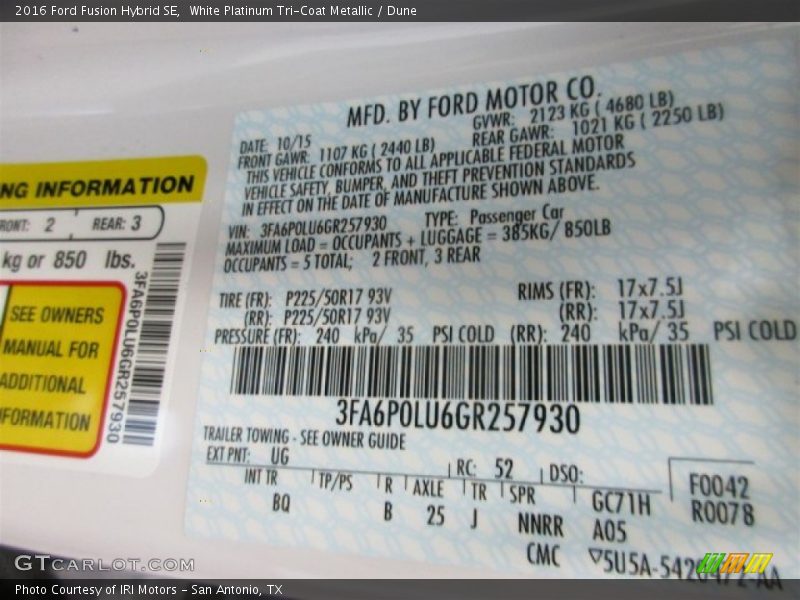 2016 Ford Fusion Hybrid SE, White Platinum Tri-Coat Metallic / Dune
MFD. BY FORD MOTOR CO.
DATE: 10/15 GVWR: 2123 KG ( 4680 LB)
FRONT GAWR: 1107 KG ( 2440 LB) REAR GAWR: 1021 KG ( 2250 LB)
THIS VEHICLE CONFORMS TO ALL APPLICABLE FEDERAL MOTOR
VEHICLE SAFETY, BUMPER, AND THEFT PREVENTION STANDARDS
IN EFFECT ON THE DATE OF MANUFACTURE SHOWN ABOVE.
VIN: 3FA6P0LU6GR257930 TYPE: Passenger Car
MAXIMUM LOAD = OCCUPANTS + LUGGAGE = 385KG/ 850LB
OCCUPANTS = 5 TOTAL; 2 FRONT, 3 REAR
TIRE (FR): P225/50R17 93V RIMS (FR): 17x7.5J
(RR): P225/50R17 93V (RR): 17x7.5J
PRESSURE (FR): 240 kPa/ 35 PSI COLD (RR): 240 kPa/ 35 PSI COLD
3FA6P0LU6GR257930
TRAILER TOWING - SEE OWNER GUIDE
EXT PNT: UG RC: 52 DSO: F0042
INT TR TP/PS R AXLE TR SPR GC71H R0078
BQ B 25 J NNRR A05
CMC
NG INFORMATION
RONT: 2 REAR: 3
kg or 850 lbs.
SEE OWNERS
MANUAL FOR
ADDITIONAL
NFORMATION
3FA6P0LU6GR257930
GTCARLOT.COM
Photo Courtesy of IRI Motors - San Antonio, TX